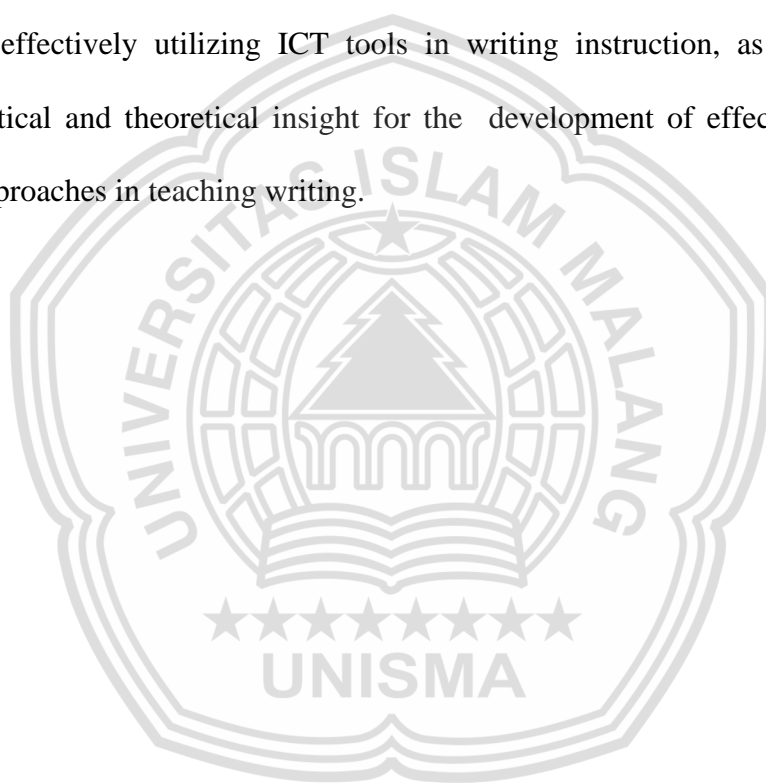 effectively utilizing ICT tools in writing instruction, as
tical and theoretical insight for the development of effec
proaches in teaching writing.
UNIVERSITAS ISLAM MALANG
UNISMA